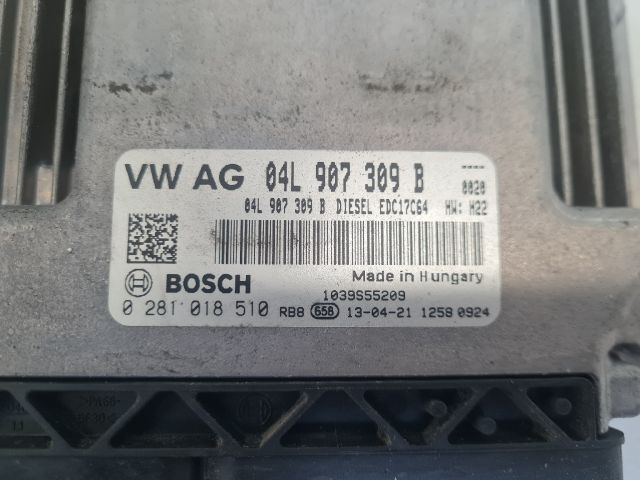 VW AG 04L 907 309 B ----
0020
04L 907 309 B DIESEL EDC17C64 HW: H22
BOSCH Made in Hungary
1039S55209
0 281 018 510 RB8 658 13-04-21 1258 0924
>PA66-